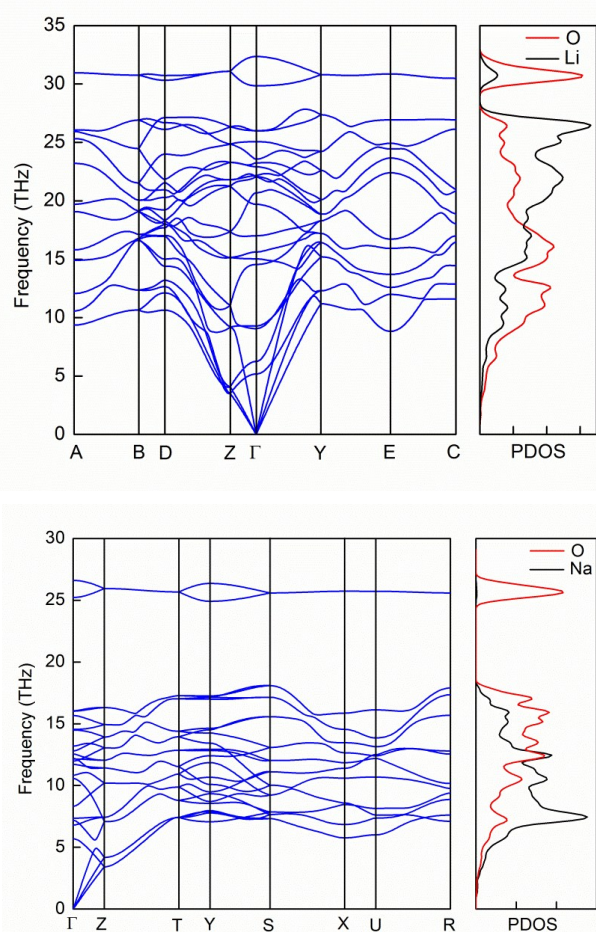 35
30
25
20
15
10
5
0
Frequency (THz)
A B D Z Γ Y E C
O
Li
PDOS
30
25
20
15
10
5
0
Frequency (THz)
Γ Z T Y S X U R
O
Na
PDOS